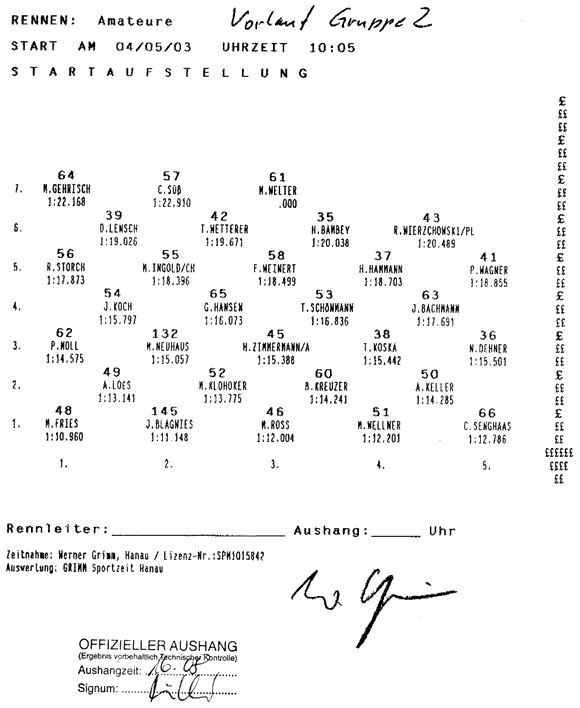 RENNEN: Amateure Vorlauf Gruppe 2
START AM 04/05/03 UHRZEIT 10:05
S T A R T A U F S T E L L U N G
64 57 61
7. M.GEHRISCH C.SÜß M.WELTER
1:22.168 1:22.910 .000
39 42 35 43
6. D.LENSCH T.WETTERER H.BAMBEY R.WIERZCHOWSKI/PL
1:19.026 1:19.671 1:20.038 1:20.489
56 55 58 37 41
5. R.STORCH M.INGOLD/CH F.WEINERT H.HAMMANN P.WAGNER
1:17.873 1:18.396 1:18.499 1:18.703 1:18.855
54 65 53 63
4. J.KOCH G.HANSEN T.SCHÖNMANN J.BACHMANN
1:15.797 1:16.073 1:16.836 1:17.691
62 132 45 38 36
3. P.NOLL M.NEUHAUS H.ZIMMERMANN/A T.KOSKA N.DEHNER
1:14.575 1:15.057 1:15.388 1:15.442 1:15.501
49 52 60 50
2. A.LOES M.KLOHOKER B.KREUZER A.KELLER
1:13.141 1:13.775 1:14.241 1:14.285
48 145 46 51 66
1. M.FRIES J.BLAGNIES M.ROSS M.WELLNER C.SENGHAAS
1:10.960 1:11.148 1:12.004 1:12.201 1:12.786
1. 2. 3. 4. 5.
£
££
££
£
££
££
£
££
££
£
££
££
£
££
££
£
££
££
£
££
££
£
££
££
£
££
££
££££££
££££
££
Rennleiter: Aushang: Uhr
Zeitnahme: Werner Grimm, Hanau / Lizenz-Nr.:SPM1015842
Auswertung: GRIMM Sportzeit Hanau
OFFIZIELLER AUSHANG
(Ergebnis vorbehaltlich Technischer Kontrolle)
Aushangzeit: 16.08
Signum: